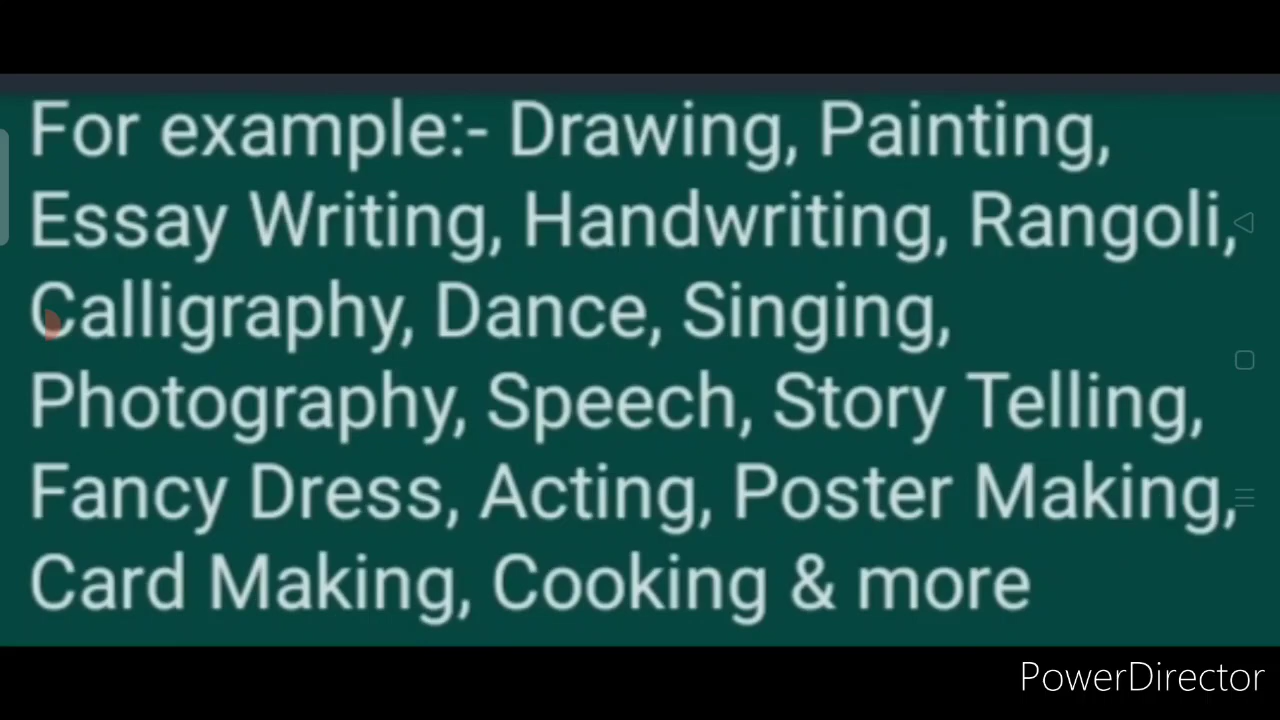 For example:- Drawing, Painting,
Essay Writing, Handwriting, Rangoli,
Calligraphy, Dance, Singing,
Photography, Speech, Story Telling,
Fancy Dress, Acting, Poster Making,
Card Making, Cooking & more
PowerDirector